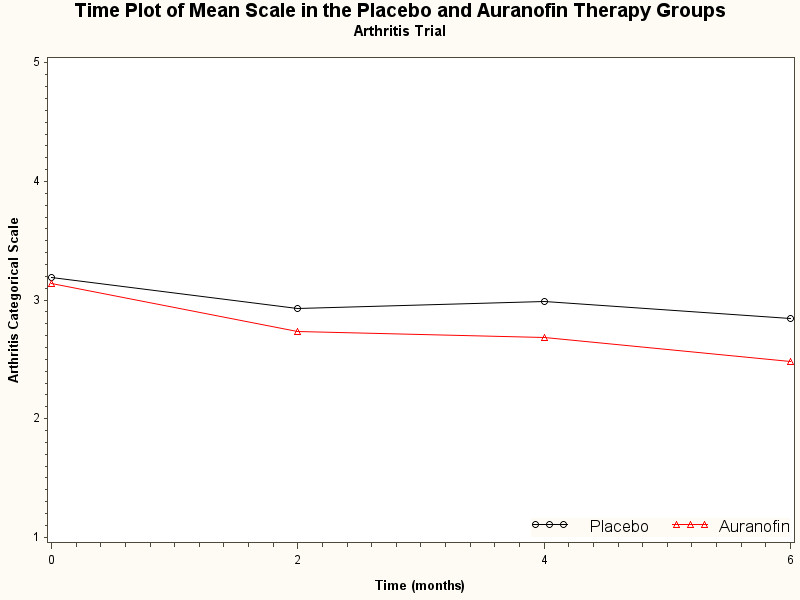 Time Plot of Mean Scale in the Placebo and Auranofin Therapy Groups
Arthritis Trial
5
4
3
2
1
Arthritis Categorical Scale
Placebo Auranofin
0 2 4 6
Time (months)